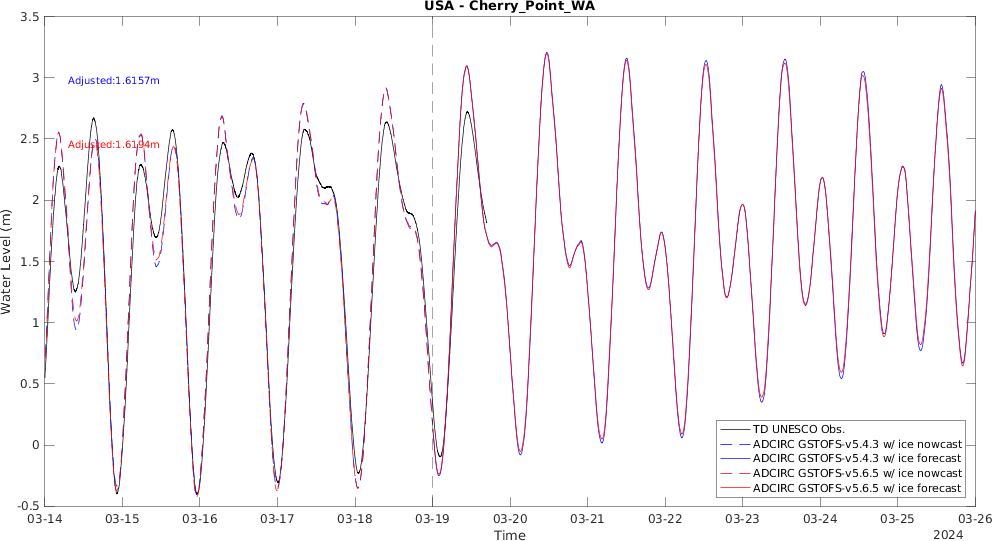 USA - Cherry_Point_WA
3.5
3
2.5
2
1.5
1
0.5
0
-0.5
Water Level (m)
Adjusted:1.6157m
Adjusted:1.6194m
TD UNESCO Obs.
ADCIRC GSTOFS-v5.4.3 w/ ice nowcast
ADCIRC GSTOFS-v5.4.3 w/ ice forecast
ADCIRC GSTOFS-v5.6.5 w/ ice nowcast
ADCIRC GSTOFS-v5.6.5 w/ ice forecast
03-14 03-15 03-16 03-17 03-18 03-19 03-20 03-21 03-22 03-23 03-24 03-25 03-26
Time
2024